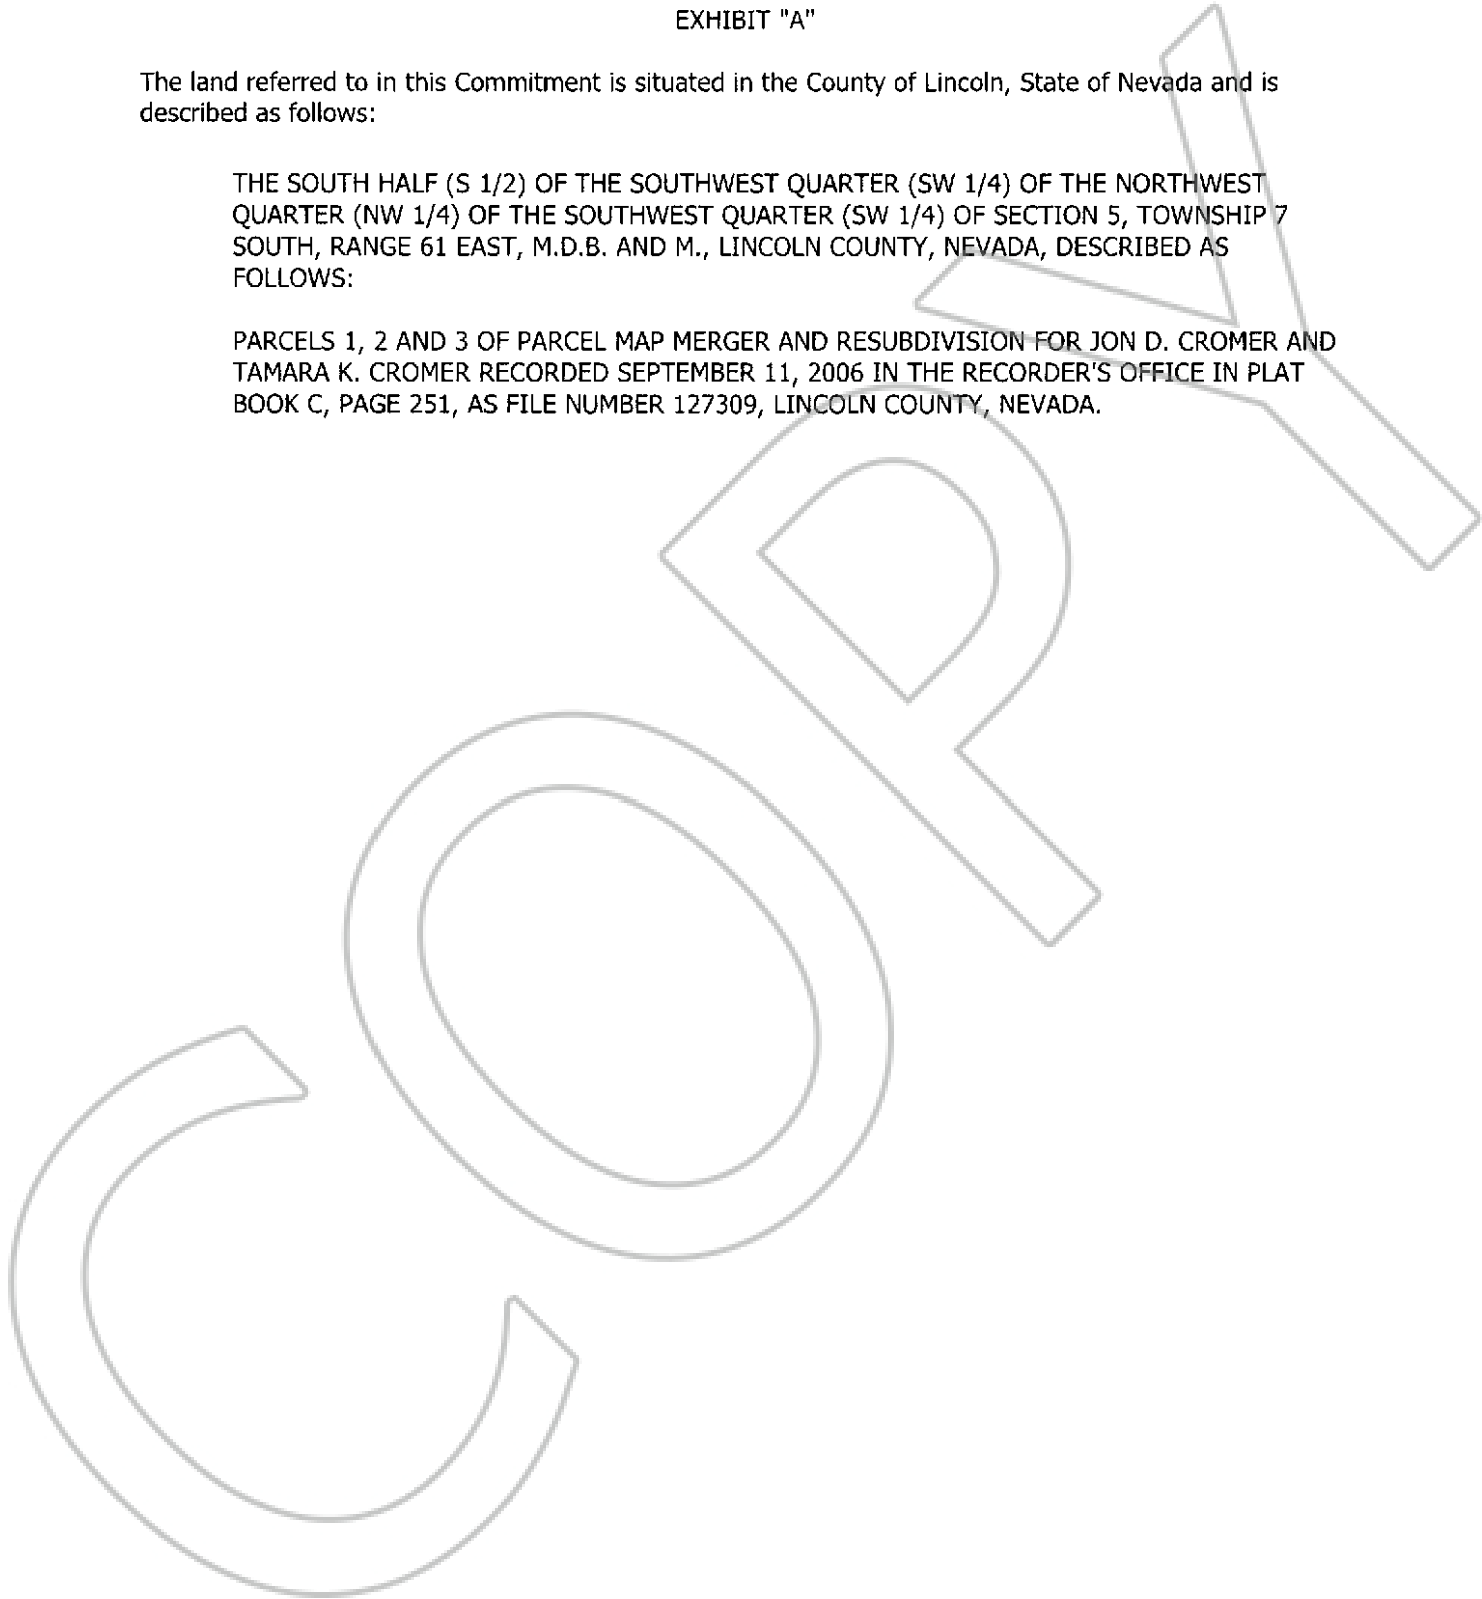 EXHIBIT "A"
The land referred to in this Commitment is situated in the County of Lincoln, State of Nevada and is
described as follows:
THE SOUTH HALF (S 1/2) OF THE SOUTHWEST QUARTER (SW 1/4) OF THE NORTHWEST
QUARTER (NW 1/4) OF THE SOUTHWEST QUARTER (SW 1/4) OF SECTION 5, TOWNSHIP 7
SOUTH, RANGE 61 EAST, M.D.B. AND M., LINCOLN COUNTY, NEVADA, DESCRIBED AS
FOLLOWS:
PARCELS 1, 2 AND 3 OF PARCEL MAP MERGER AND RESUBDIVISION FOR JON D. CROMER AND
TAMARA K. CROMER RECORDED SEPTEMBER 11, 2006 IN THE RECORDER'S OFFICE IN PLAT
BOOK C, PAGE 251, AS FILE NUMBER 127309, LINCOLN COUNTY, NEVADA.
COPY